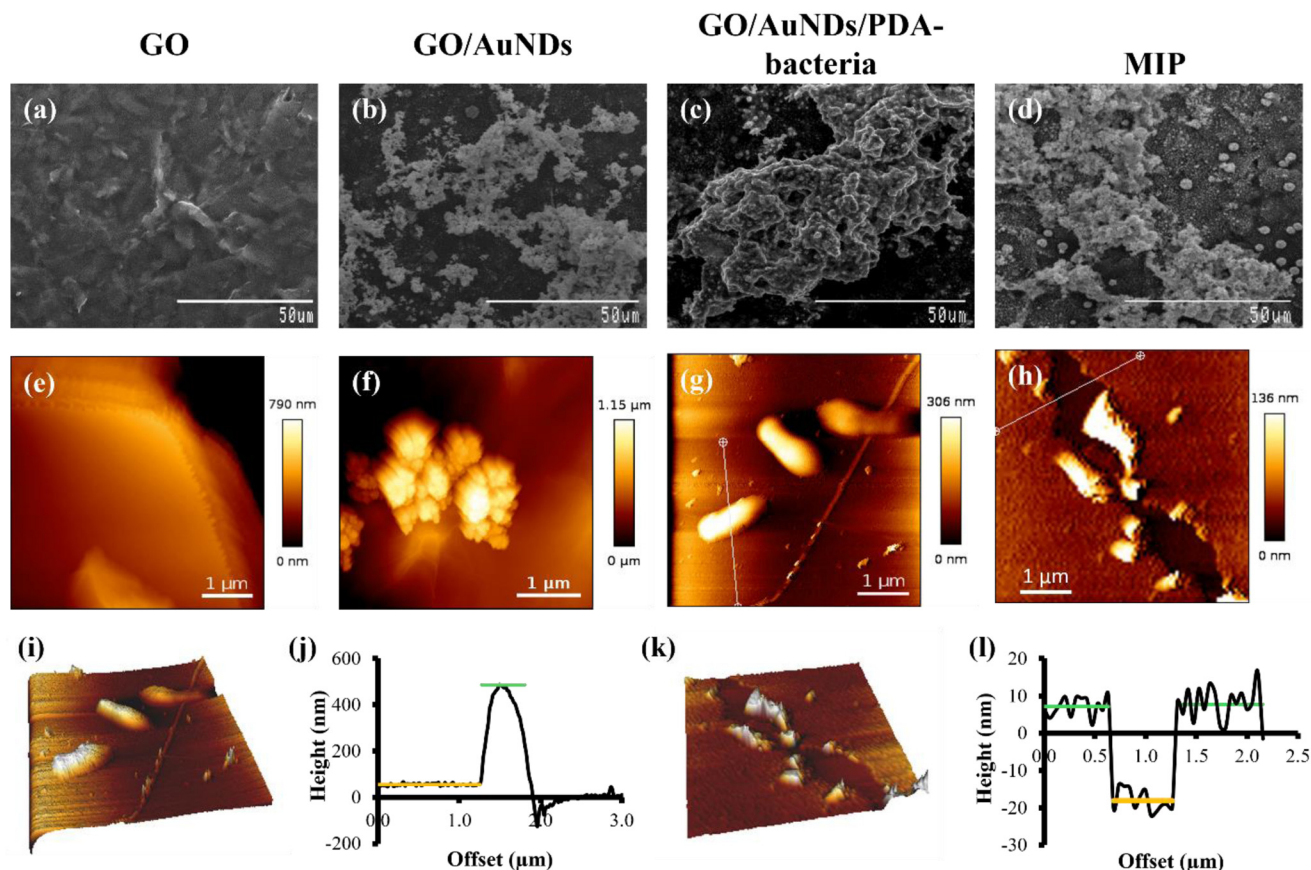 GO
GO/AuNDs
GO/AuNDs/PDA-
bacteria
MIP
(a)
50um
(b)
50um
(c)
50um
(d)
50um
(e)
1 µm
790 nm
0 nm
(f)
1 µm
1.15 µm
0 µm
(g)
1 µm
306 nm
0 nm
(h)
1 µm
136 nm
0 nm
(i)
(j)
Height (nm)
600
400
200
0
-200
0.0
1.0
2.0
3.0
Offset (µm)
(k)
(l)
Height (nm)
20
10
0
-10
-20
-30
0.0
0.5
1.0
1.5
2.0
2.5
Offset (µm)